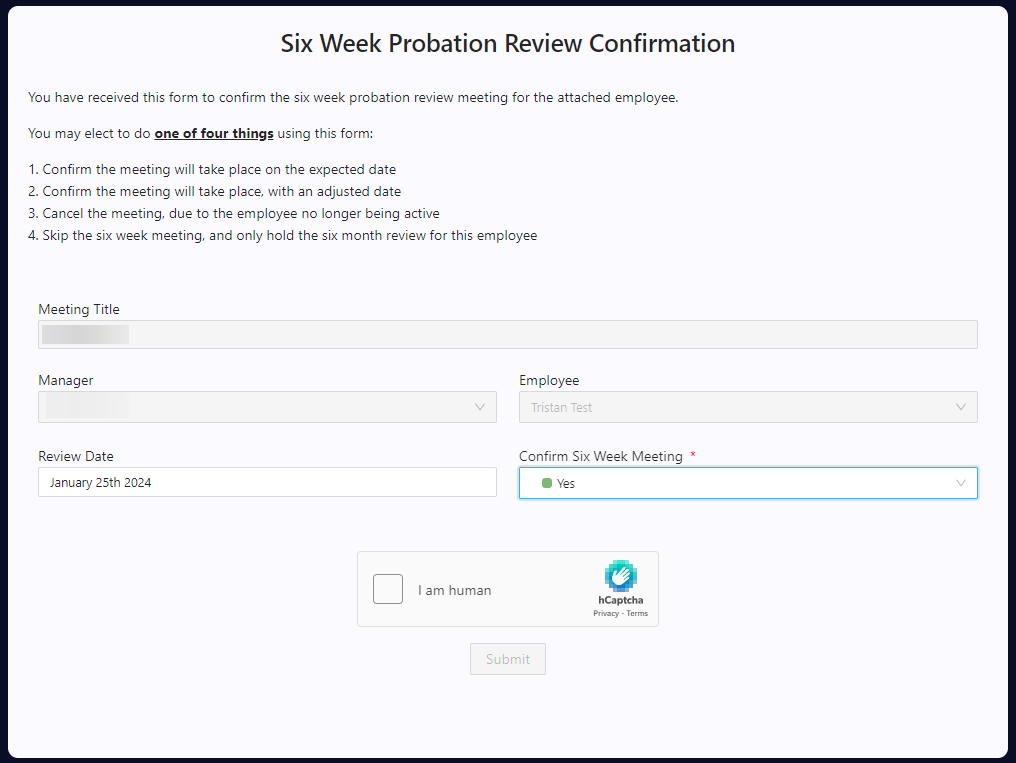 Six Week Probation Review Confirmation
You have received this form to confirm the six week probation review meeting for the attached employee.
You may elect to do one of four things using this form:
1. Confirm the meeting will take place on the expected date
2. Confirm the meeting will take place, with an adjusted date
3. Cancel the meeting, due to the employee no longer being active
4. Skip the six week meeting, and only hold the six month review for this employee
Meeting Title
Manager
Employee
Tristan Test
Review Date
Confirm Six Week Meeting *
January 25th 2024
Yes
I am human
hCaptcha
Privacy - Terms
Submit